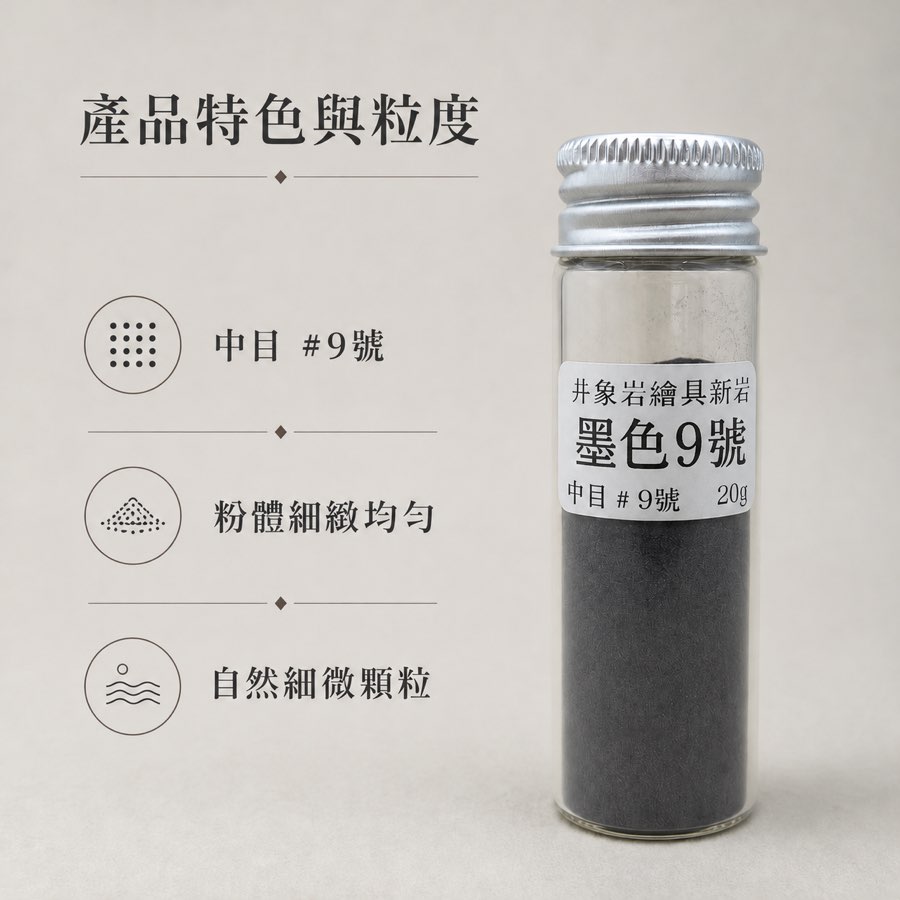 產品特色與粒度
中目 #9號
粉體細緻均勻
自然細微顆粒
井象岩繪具新岩
墨色9號
中目 # 9號 20g